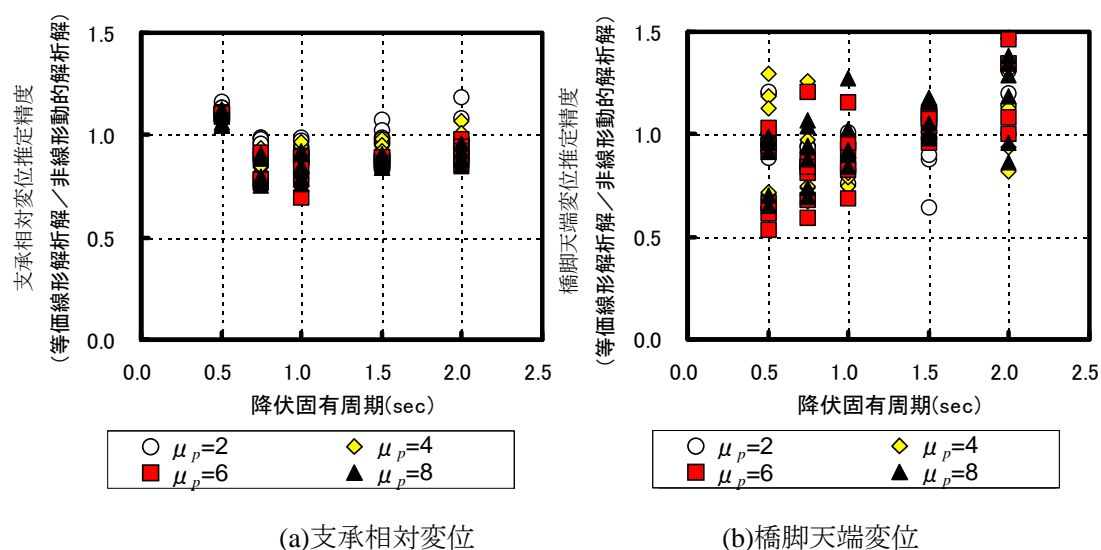 支承相対変位推定精度
(等価線形解析解／非線形動的解析解)
1.5
1.0
0.5
0.0
0.0 0.5 1.0 1.5 2.0 2.5
降伏固有周期(sec)
μp=2 μp=4
μp=6 μp=8
(a)支承相対変位
橋脚天端変位推定精度
(等価線形解析解／非線形動的解析解)
1.5
1.0
0.5
0.0
0.0 0.5 1.0 1.5 2.0 2.5
降伏固有周期(sec)
μp=2 μp=4
μp=6 μp=8
(b)橋脚天端変位